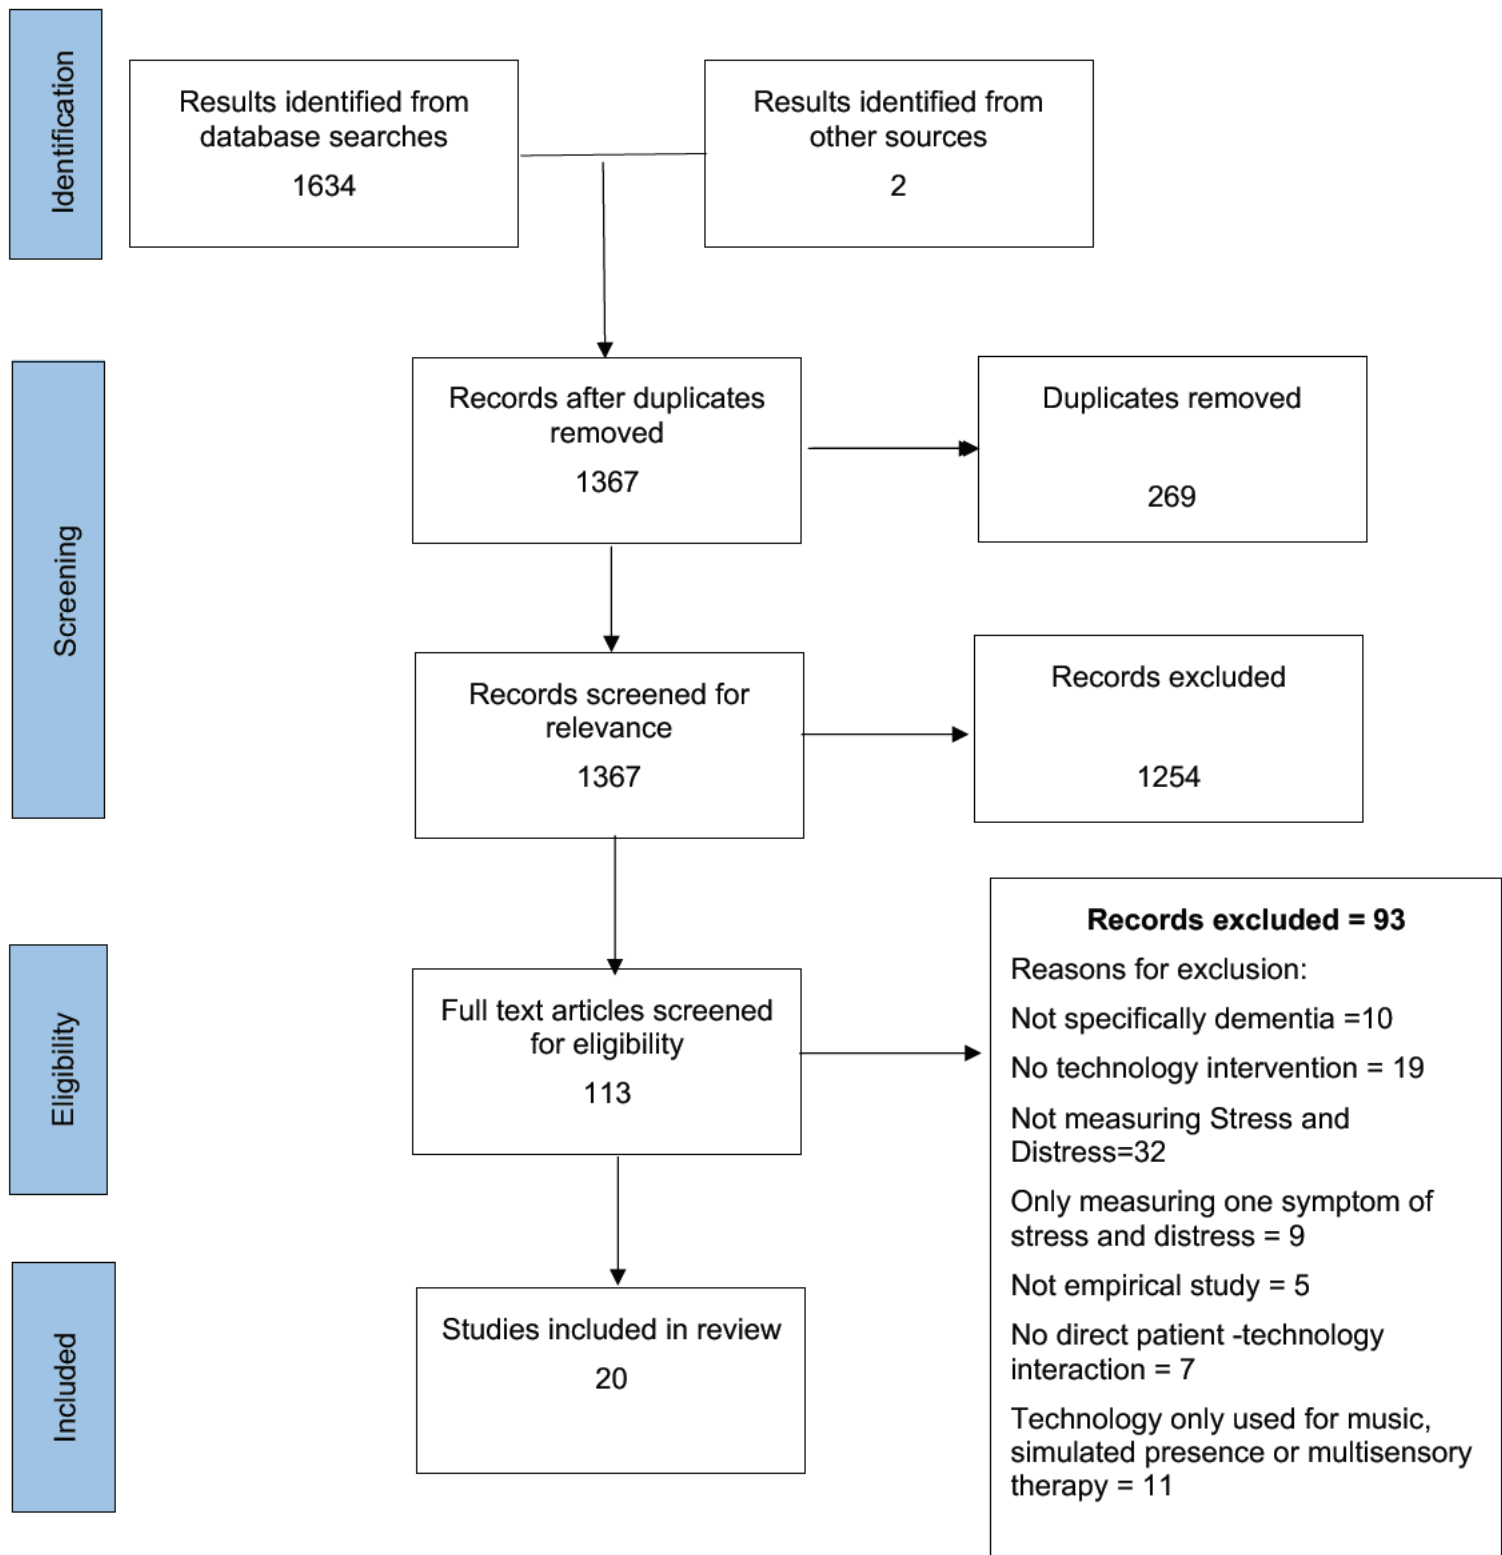 Identification
Results identified from
database searches
1634
Results identified from
other sources
2
Screening
Records after duplicates
removed
1367
Duplicates removed
269
Records screened for
relevance
1367
Records excluded
1254
Eligibility
Full text articles screened
for eligibility
113
Records excluded = 93
Reasons for exclusion:
Not specifically dementia =10
No technology intervention = 19
Not measuring Stress and
Distress=32
Only measuring one symptom of
stress and distress = 9
Not empirical study = 5
No direct patient -technology
interaction = 7
Technology only used for music,
simulated presence or multisensory
therapy = 11
Included
Studies included in review
20